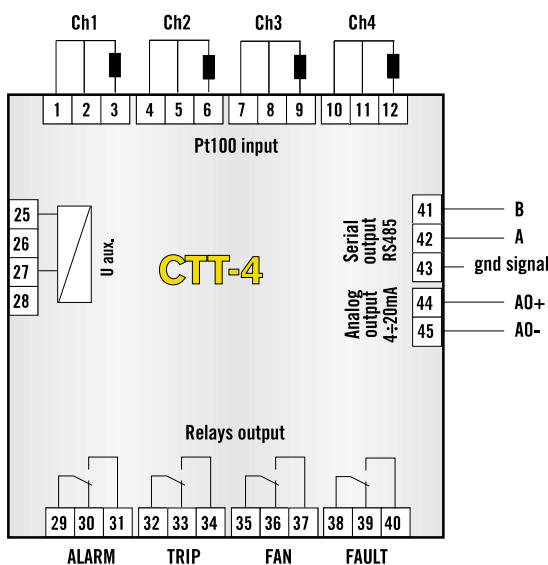 Ch1 Ch2 Ch3 Ch4
1 2 3 4 5 6 7 8 9 10 11 12
Pt100 input
25
26
27
28
U aux.
CTT-4
Serial
output
RS485
41 B
42 A
43 gnd signal
Analog
output
4÷20mA
44 AO+
45 AO-
Relays output
29 30 31 32 33 34 35 36 37 38 39 40
ALARM TRIP FAN FAULT